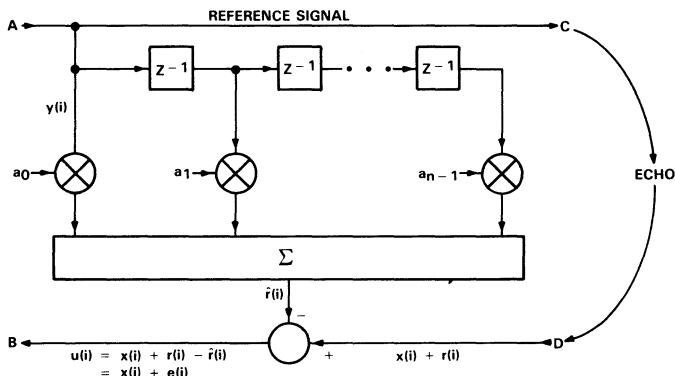 REFERENCE SIGNAL
A
C
Z⁻¹
Z⁻¹
Z⁻¹
y(i)
a₀
a₁
aₙ₋₁
ECHO
Σ
r̂(i)
−
B
D
+
x(i) + r(i)
u(i) = x(i) + r(i) − r̂(i)
= x(i) + e(i)